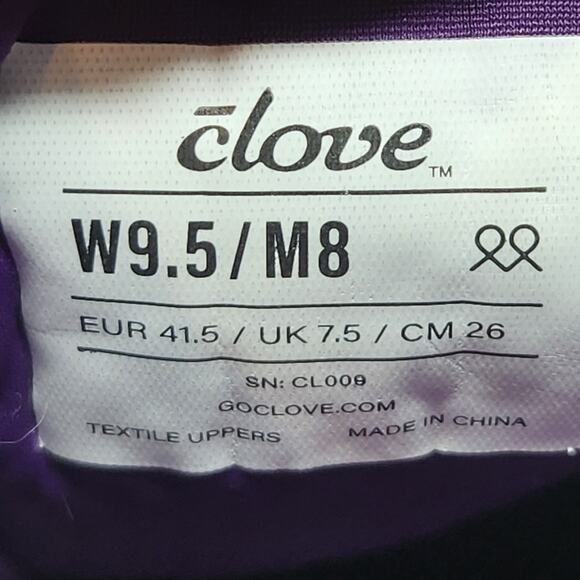 clove™
W9.5/M8
EUR 41.5 / UK 7.5 / CM 26
SN: CL009
GOCLOVE.COM
TEXTILE UPPERS MADE IN CHINA